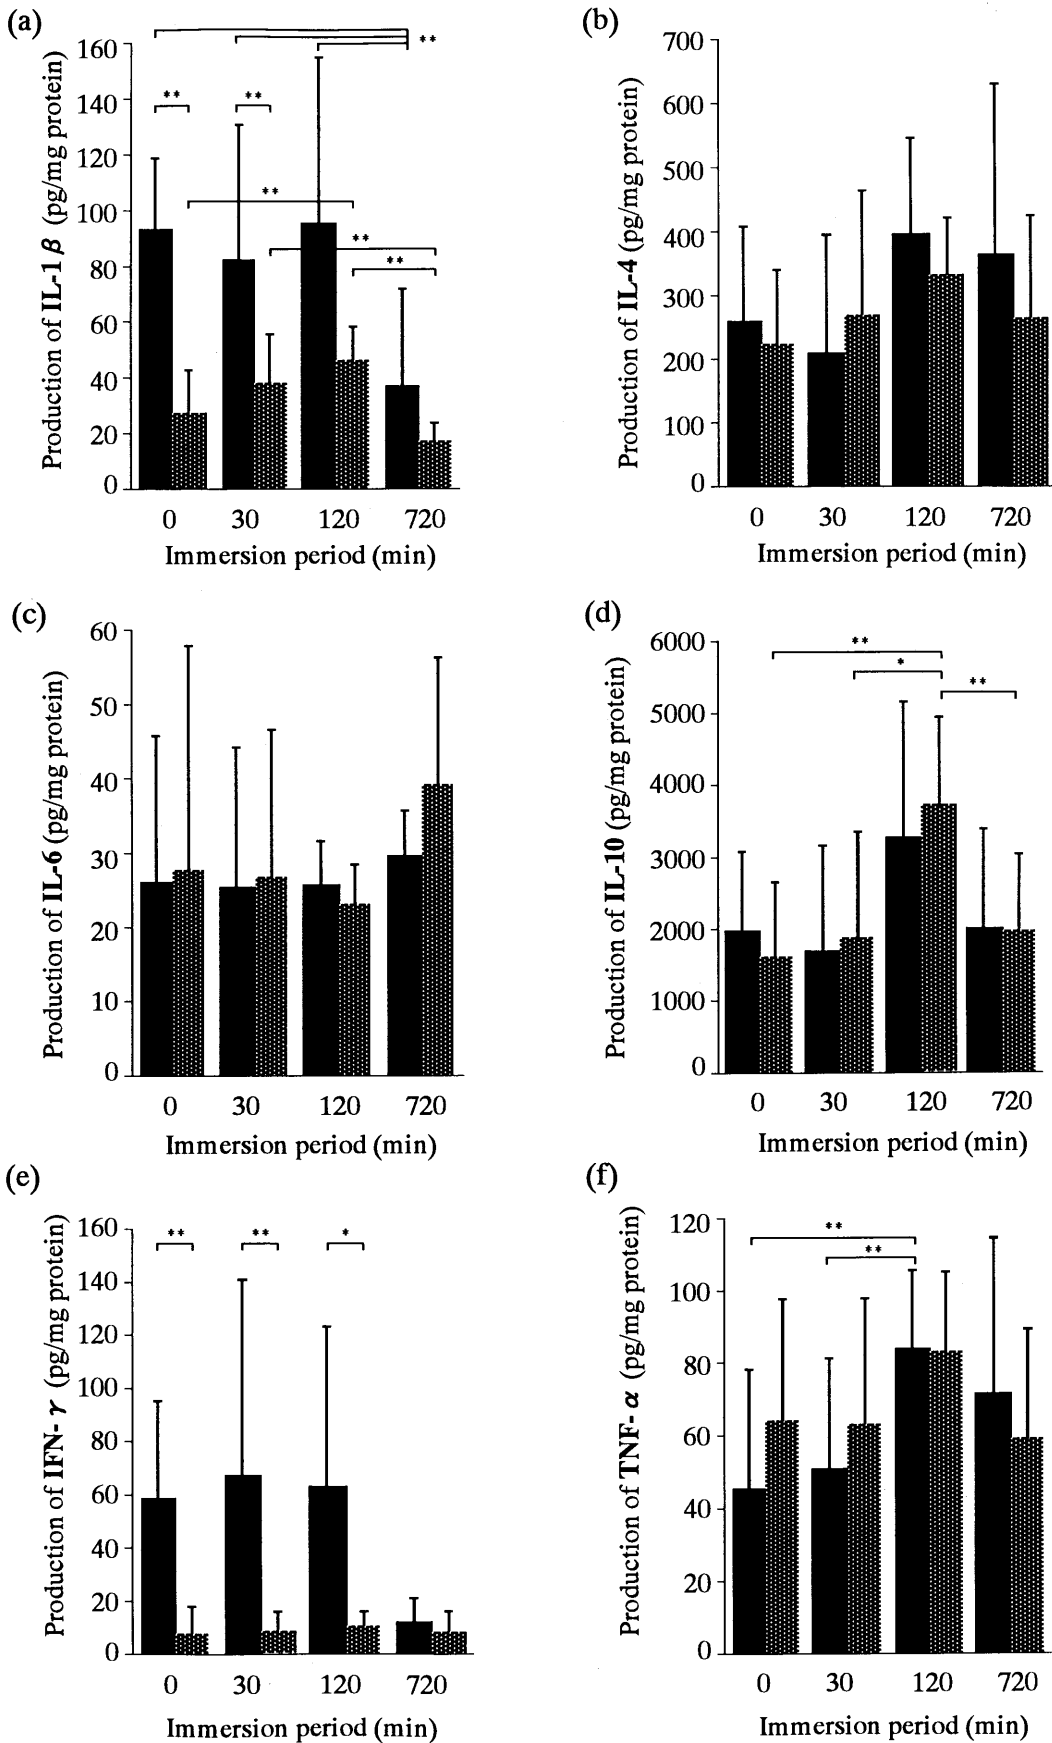 (a)
Production of IL-1 β (pg/mg protein)
160
140
120
100
80
60
40
20
0
**
**
**
**
**
**
0 30 120 720
Immersion period (min)
(b)
Production of IL-4 (pg/mg protein)
700
600
500
400
300
200
100
0
0 30 120 720
Immersion period (min)
(c)
Production of IL-6 (pg/mg protein)
60
50
40
30
20
10
0
0 30 120 720
Immersion period (min)
(d)
Production of IL-10 (pg/mg protein)
6000
5000
4000
3000
2000
1000
0
**
*
**
0 30 120 720
Immersion period (min)
(e)
Production of IFN- γ (pg/mg protein)
160
140
120
100
80
60
40
20
0
** ** *
0 30 120 720
Immersion period (min)
(f)
Production of TNF- α (pg/mg protein)
120
100
80
60
40
20
0
**
**
0 30 120 720
Immersion period (min)